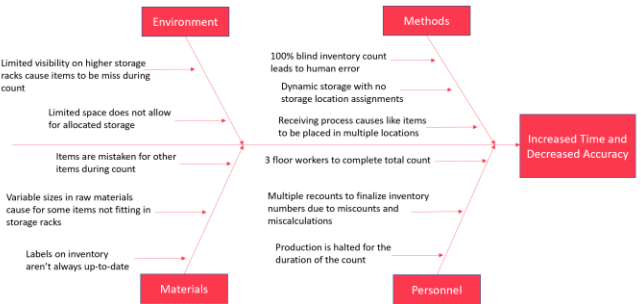 Environment
Methods
Limited visibility on higher storage
racks cause items to be miss during
count
100% blind inventory count
leads to human error
Dynamic storage with no
storage location assignments
Limited space does not allow
for allocated storage
Receiving process causes like items
to be placed in multiple locations
Increased Time and
Decreased Accuracy
Items are mistaken for other
items during count
3 floor workers to complete total count
Variable sizes in raw materials
cause for some items not fitting in
storage racks
Multiple recounts to finalize inventory
numbers due to miscounts and
miscalculations
Labels on inventory
aren't always up-to-date
Production is halted for the
duration of the count
Materials
Personnel